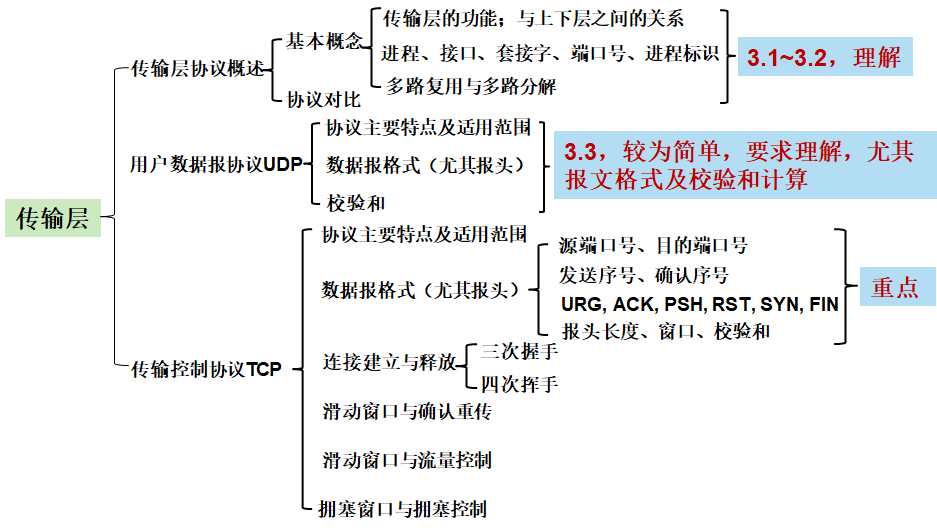 传输层
传输层协议概述
基本概念
传输层的功能；与上下层之间的关系
进程、接口、套接字、端口号、进程标识
多路复用与多路分解
协议对比
3.1~3.2，理解
用户数据报协议UDP
协议主要特点及适用范围
数据报格式（尤其报头）
校验和
3.3，较为简单，要求理解，尤其
报文格式及校验和计算
传输控制协议TCP
协议主要特点及适用范围
数据报格式（尤其报头）
源端口号、目的端口号
发送序号、确认序号
URG, ACK, PSH, RST, SYN, FIN
报头长度、窗口、校验和
重点
连接建立与释放
三次握手
四次挥手
滑动窗口与确认重传
滑动窗口与流量控制
拥塞窗口与拥塞控制